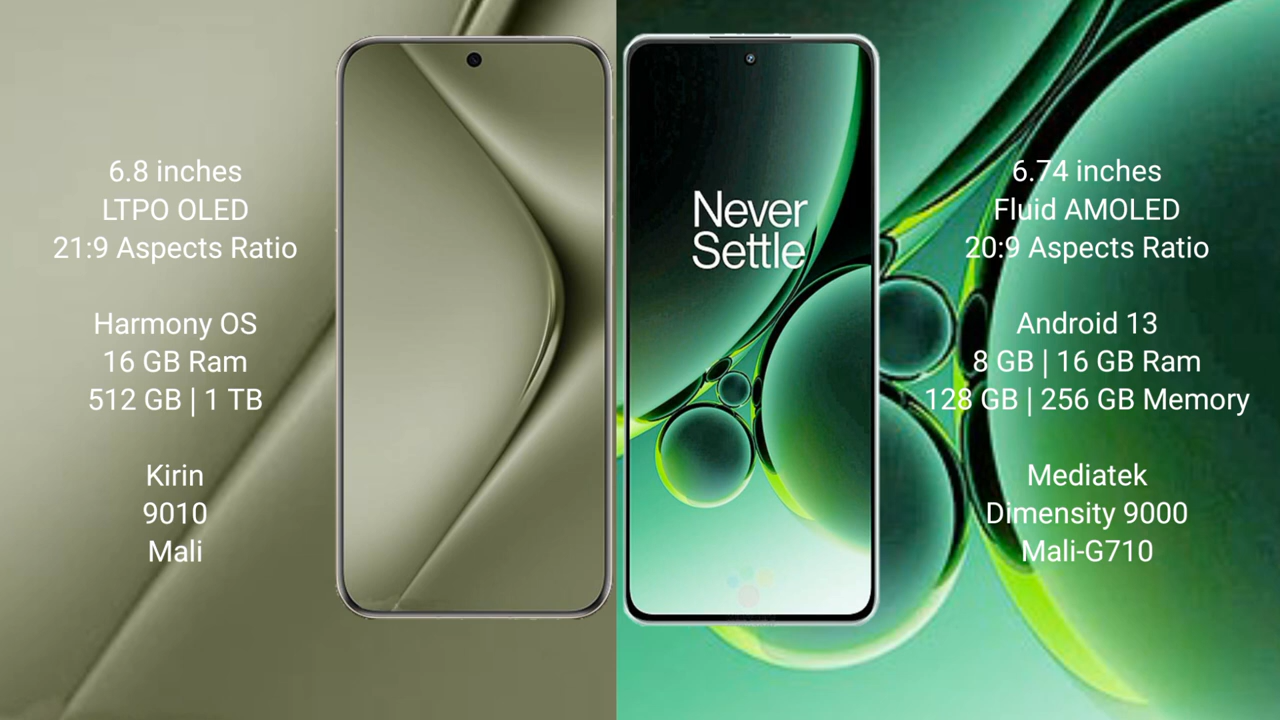 6.8 inches
LTPO OLED
21:9 Aspects Ratio
Harmony OS
16 GB Ram
512 GB | 1 TB
Kirin
9010
Mali
Never
Settle
6.74 inches
Fluid AMOLED
20:9 Aspects Ratio
Android 13
8 GB | 16 GB Ram
128 GB | 256 GB Memory
Mediatek
Dimensity 9000
Mali-G710